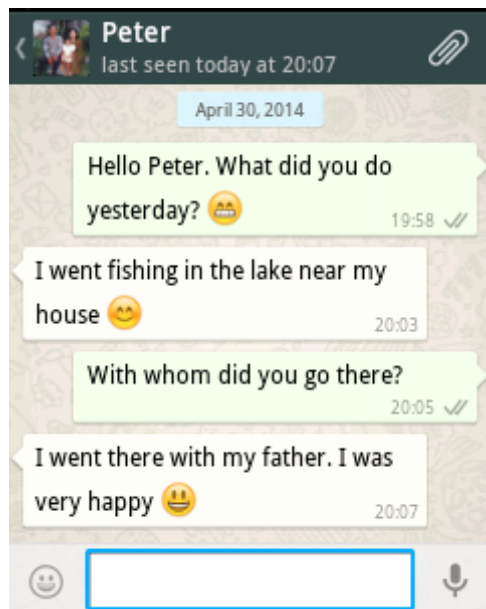 Peter
last seen today at 20:07
April 30, 2014
Hello Peter. What did you do
yesterday? 😁
19:58
I went fishing in the lake near my
house 😊
20:03
With whom did you go there?
20:05
I went there with my father. I was
very happy 😃
20:07